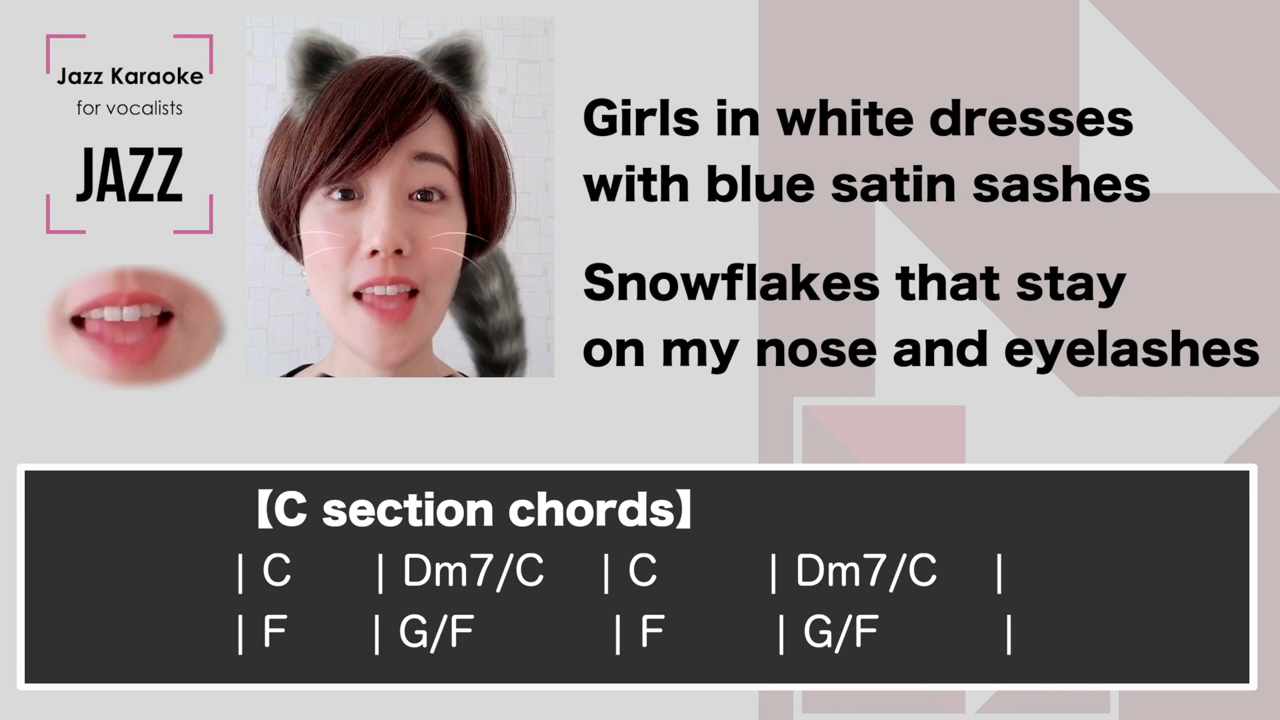 Jazz Karaoke
for vocalists
JAZZ
Girls in white dresses
with blue satin sashes
Snowflakes that stay
on my nose and eyelashes
【C section chords】
| C | Dm7/C | C | Dm7/C |
| F | G/F | F | G/F |